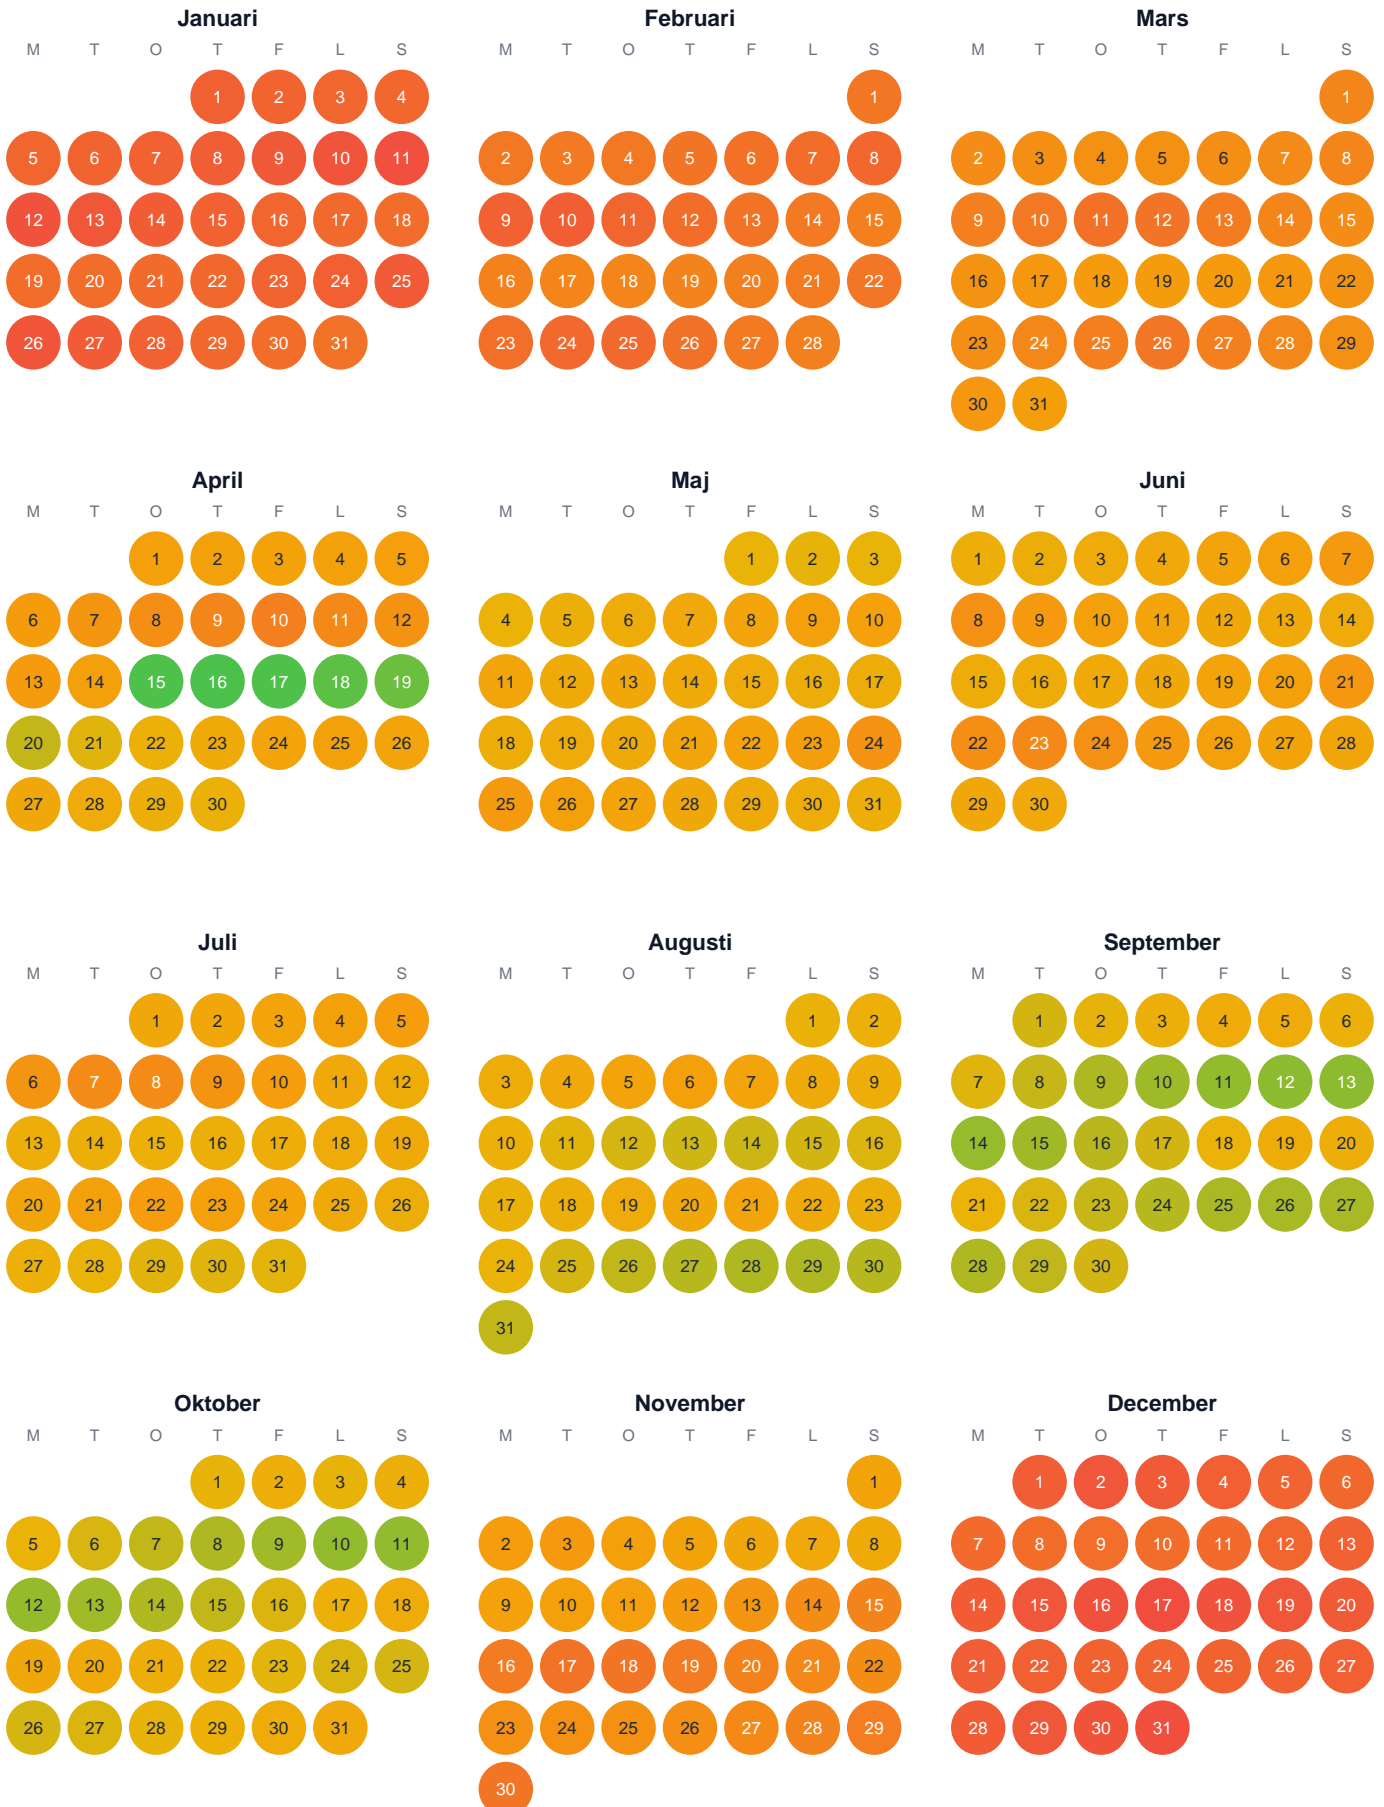 Januari Februari Mars
M T O T F L S M T O T F L S M T O T F L S
1 2 3 4 1 1
5 6 7 8 9 10 11 2 3 4 5 6 7 8 2 3 4 5 6 7 8
12 13 14 15 16 17 18 9 10 11 12 13 14 15 9 10 11 12 13 14 15
19 20 21 22 23 24 25 16 17 18 19 20 21 22 16 17 18 19 20 21 22
26 27 28 29 30 31 23 24 25 26 27 28 23 24 25 26 27 28 29
30 31
April Maj Juni
M T O T F L S M T O T F L S M T O T F L S
1 2 3 4 5 1 2 3 1 2 3 4 5 6 7
6 7 8 9 10 11 12 4 5 6 7 8 9 10 8 9 10 11 12 13 14
13 14 15 16 17 18 19 11 12 13 14 15 16 17 15 16 17 18 19 20 21
20 21 22 23 24 25 26 18 19 20 21 22 23 24 22 23 24 25 26 27 28
27 28 29 30 25 26 27 28 29 30 31 29 30
Juli Augusti September
M T O T F L S M T O T F L S M T O T F L S
1 2 3 4 5 1 2 1 2 3 4 5 6
6 7 8 9 10 11 12 3 4 5 6 7 8 9 7 8 9 10 11 12 13
13 14 15 16 17 18 19 10 11 12 13 14 15 16 14 15 16 17 18 19 20
20 21 22 23 24 25 26 17 18 19 20 21 22 23 21 22 23 24 25 26 27
27 28 29 30 31 24 25 26 27 28 29 30 28 29 30
31
Oktober November December
M T O T F L S M T O T F L S M T O T F L S
1 2 3 4 1 1 2 3 4 5 6
5 6 7 8 9 10 11 2 3 4 5 6 7 8 7 8 9 10 11 12 13
12 13 14 15 16 17 18 9 10 11 12 13 14 15 14 15 16 17 18 19 20
19 20 21 22 23 24 25 16 17 18 19 20 21 22 21 22 23 24 25 26 27
26 27 28 29 30 31 23 24 25 26 27 28 29 28 29 30 31
30